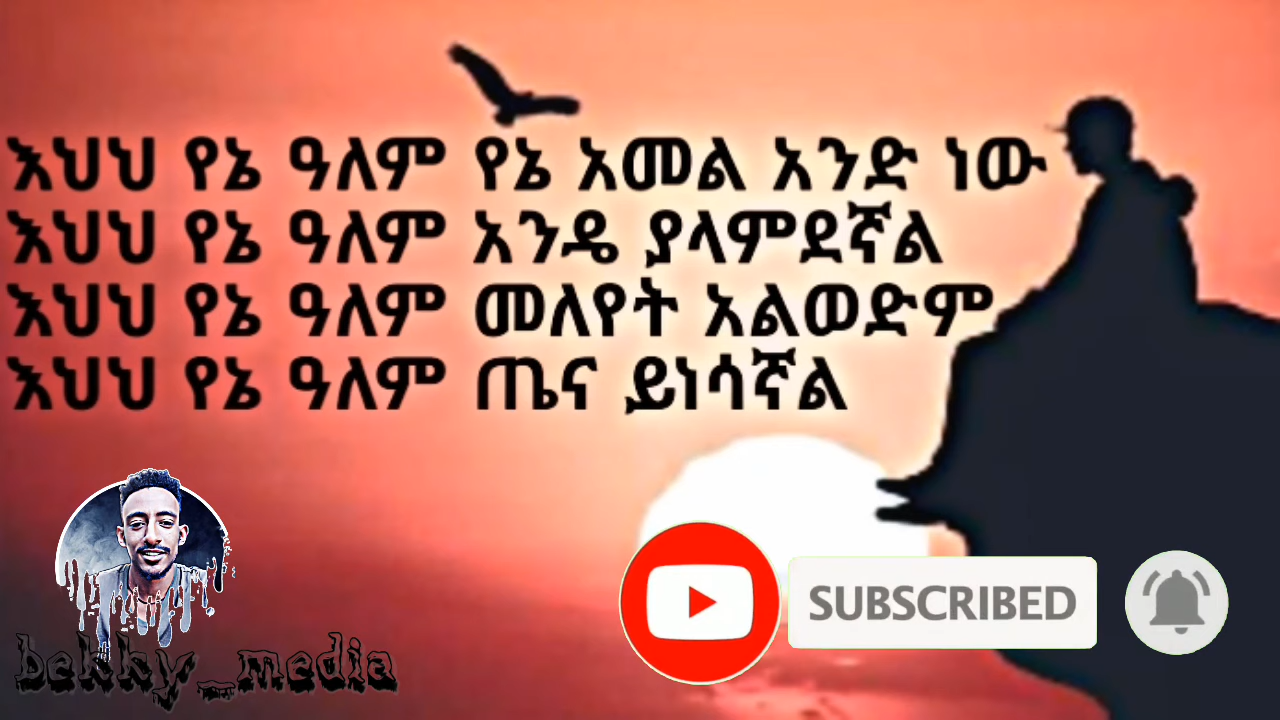 እህህ የኔ ዓለም የኔ አመል አንድ ነው
እህህ የኔ ዓለም አንዴ ያላምደኛል
እህህ የኔ ዓለም መለየት አልወድም
እህህ የኔ ዓለም ጤና ይነሳኛል
SUBSCRIBED
bekky_media